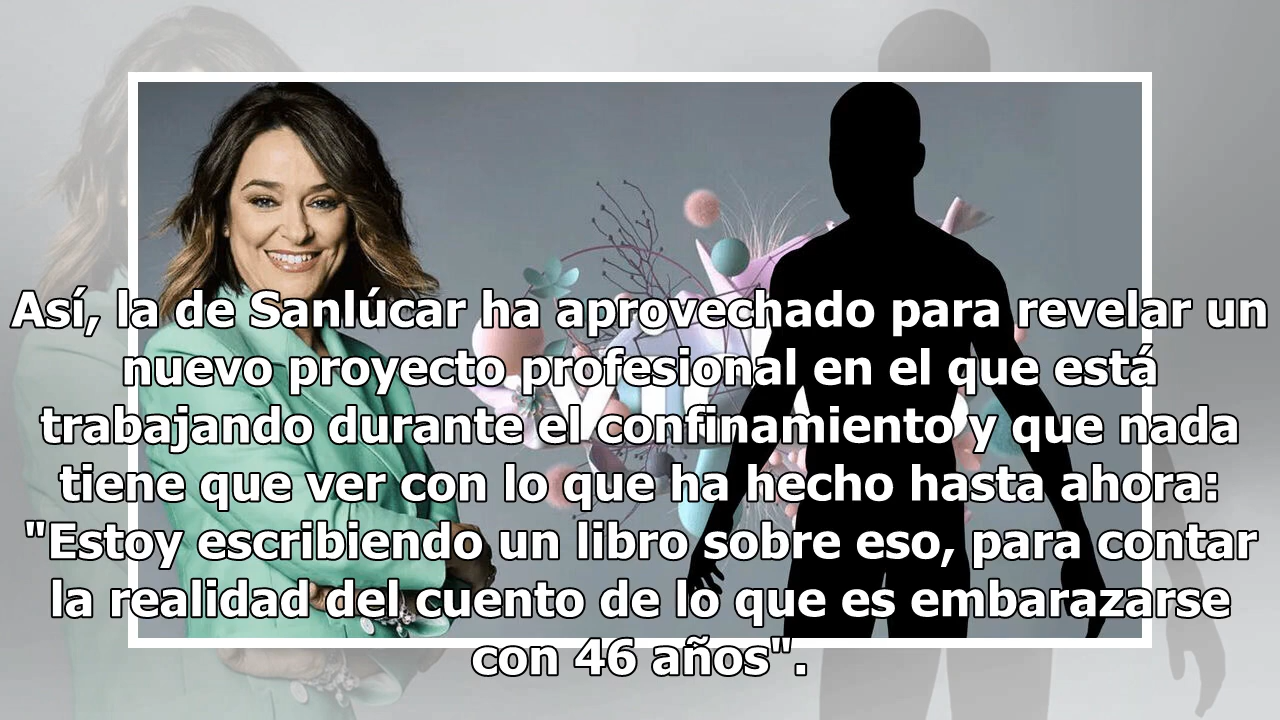 Así, la de Sanlúcar ha aprovechado para revelar un
nuevo proyecto profesional en el que está
trabajando durante el confinamiento y que nada
tiene que ver con lo que ha hecho hasta ahora:
"Estoy escribiendo un libro sobre eso, para contar
la realidad del cuento de lo que es embarazarse
con 46 años".